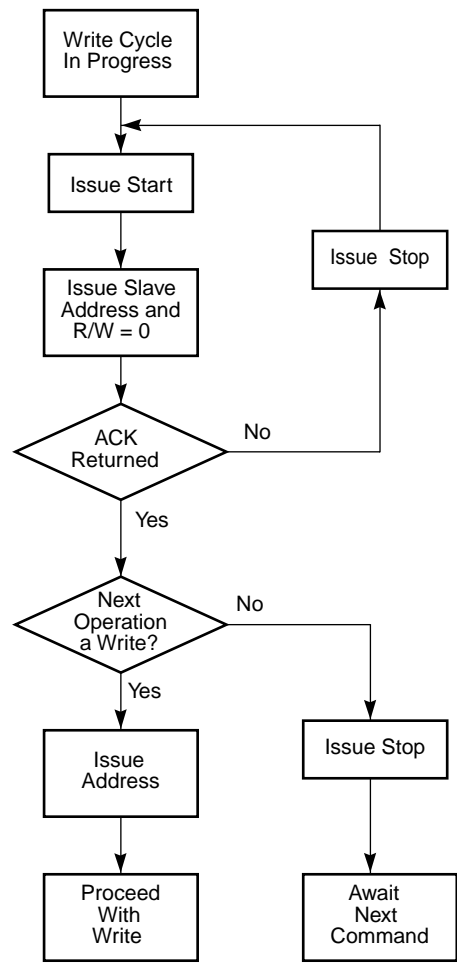 Write Cycle
In Progress
Issue Start
Issue Stop
Issue Slave
Address and
R/W = 0
ACK
Returned
No
Yes
Next
Operation
a Write?
No
Yes
Issue
Address
Issue Stop
Proceed
With
Write
Await
Next
Command